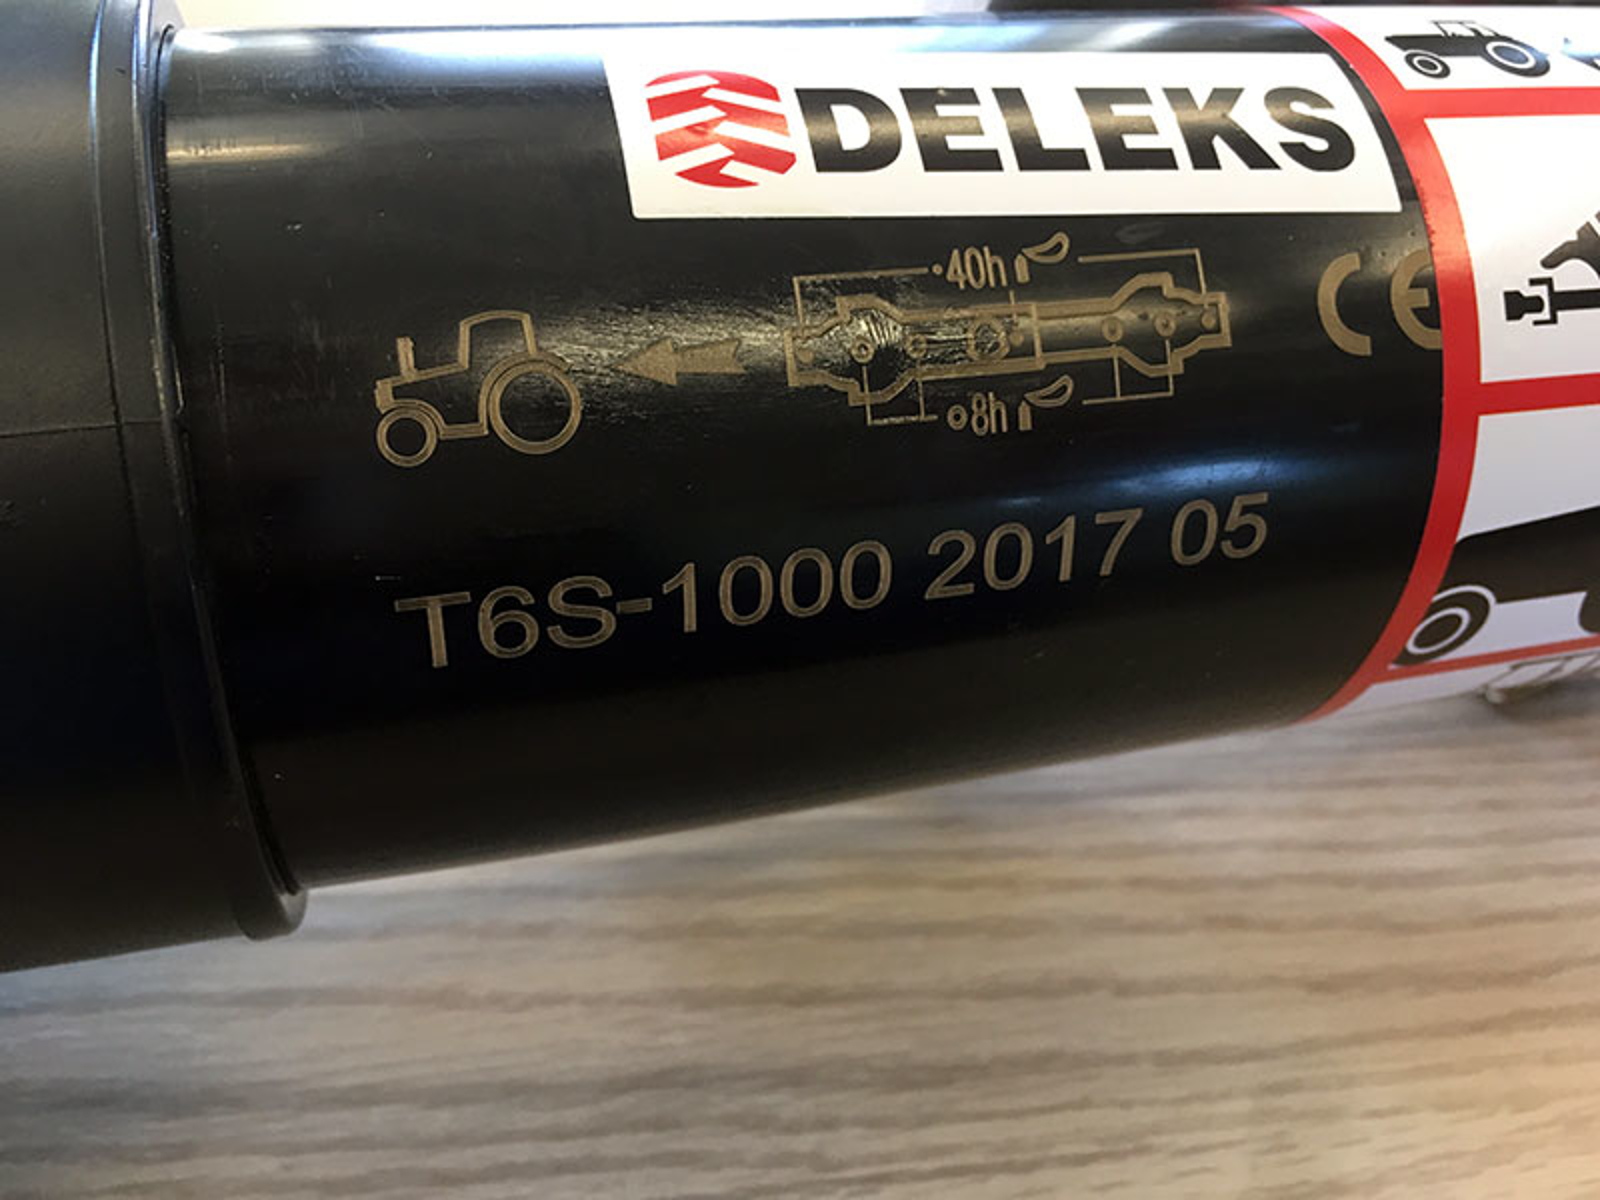 DELEKS
•40h
CE
8h
T6S-1000 2017 05